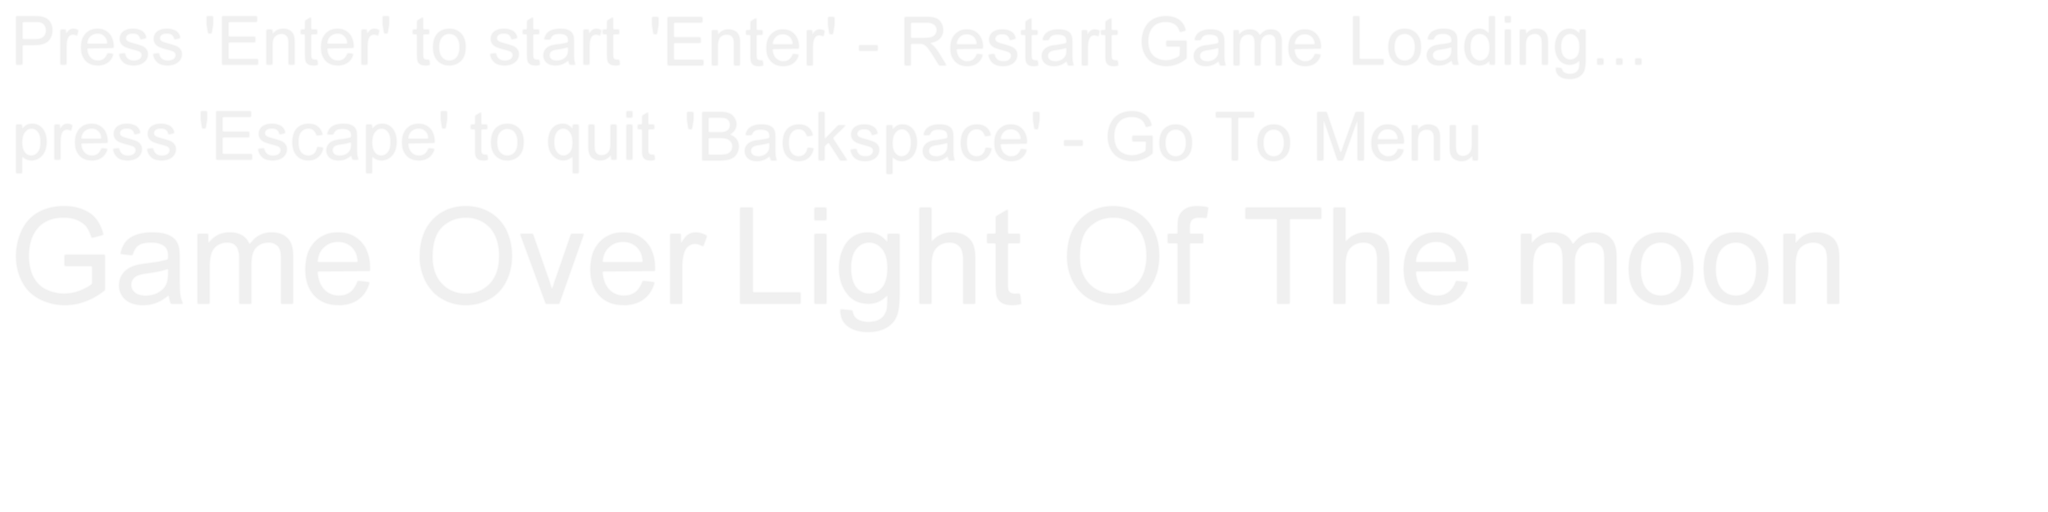 Press 'Enter' to start 'Enter' - Restart Game Loading...
press 'Escape' to quit 'Backspace' - Go To Menu
Game Over Light Of The moon